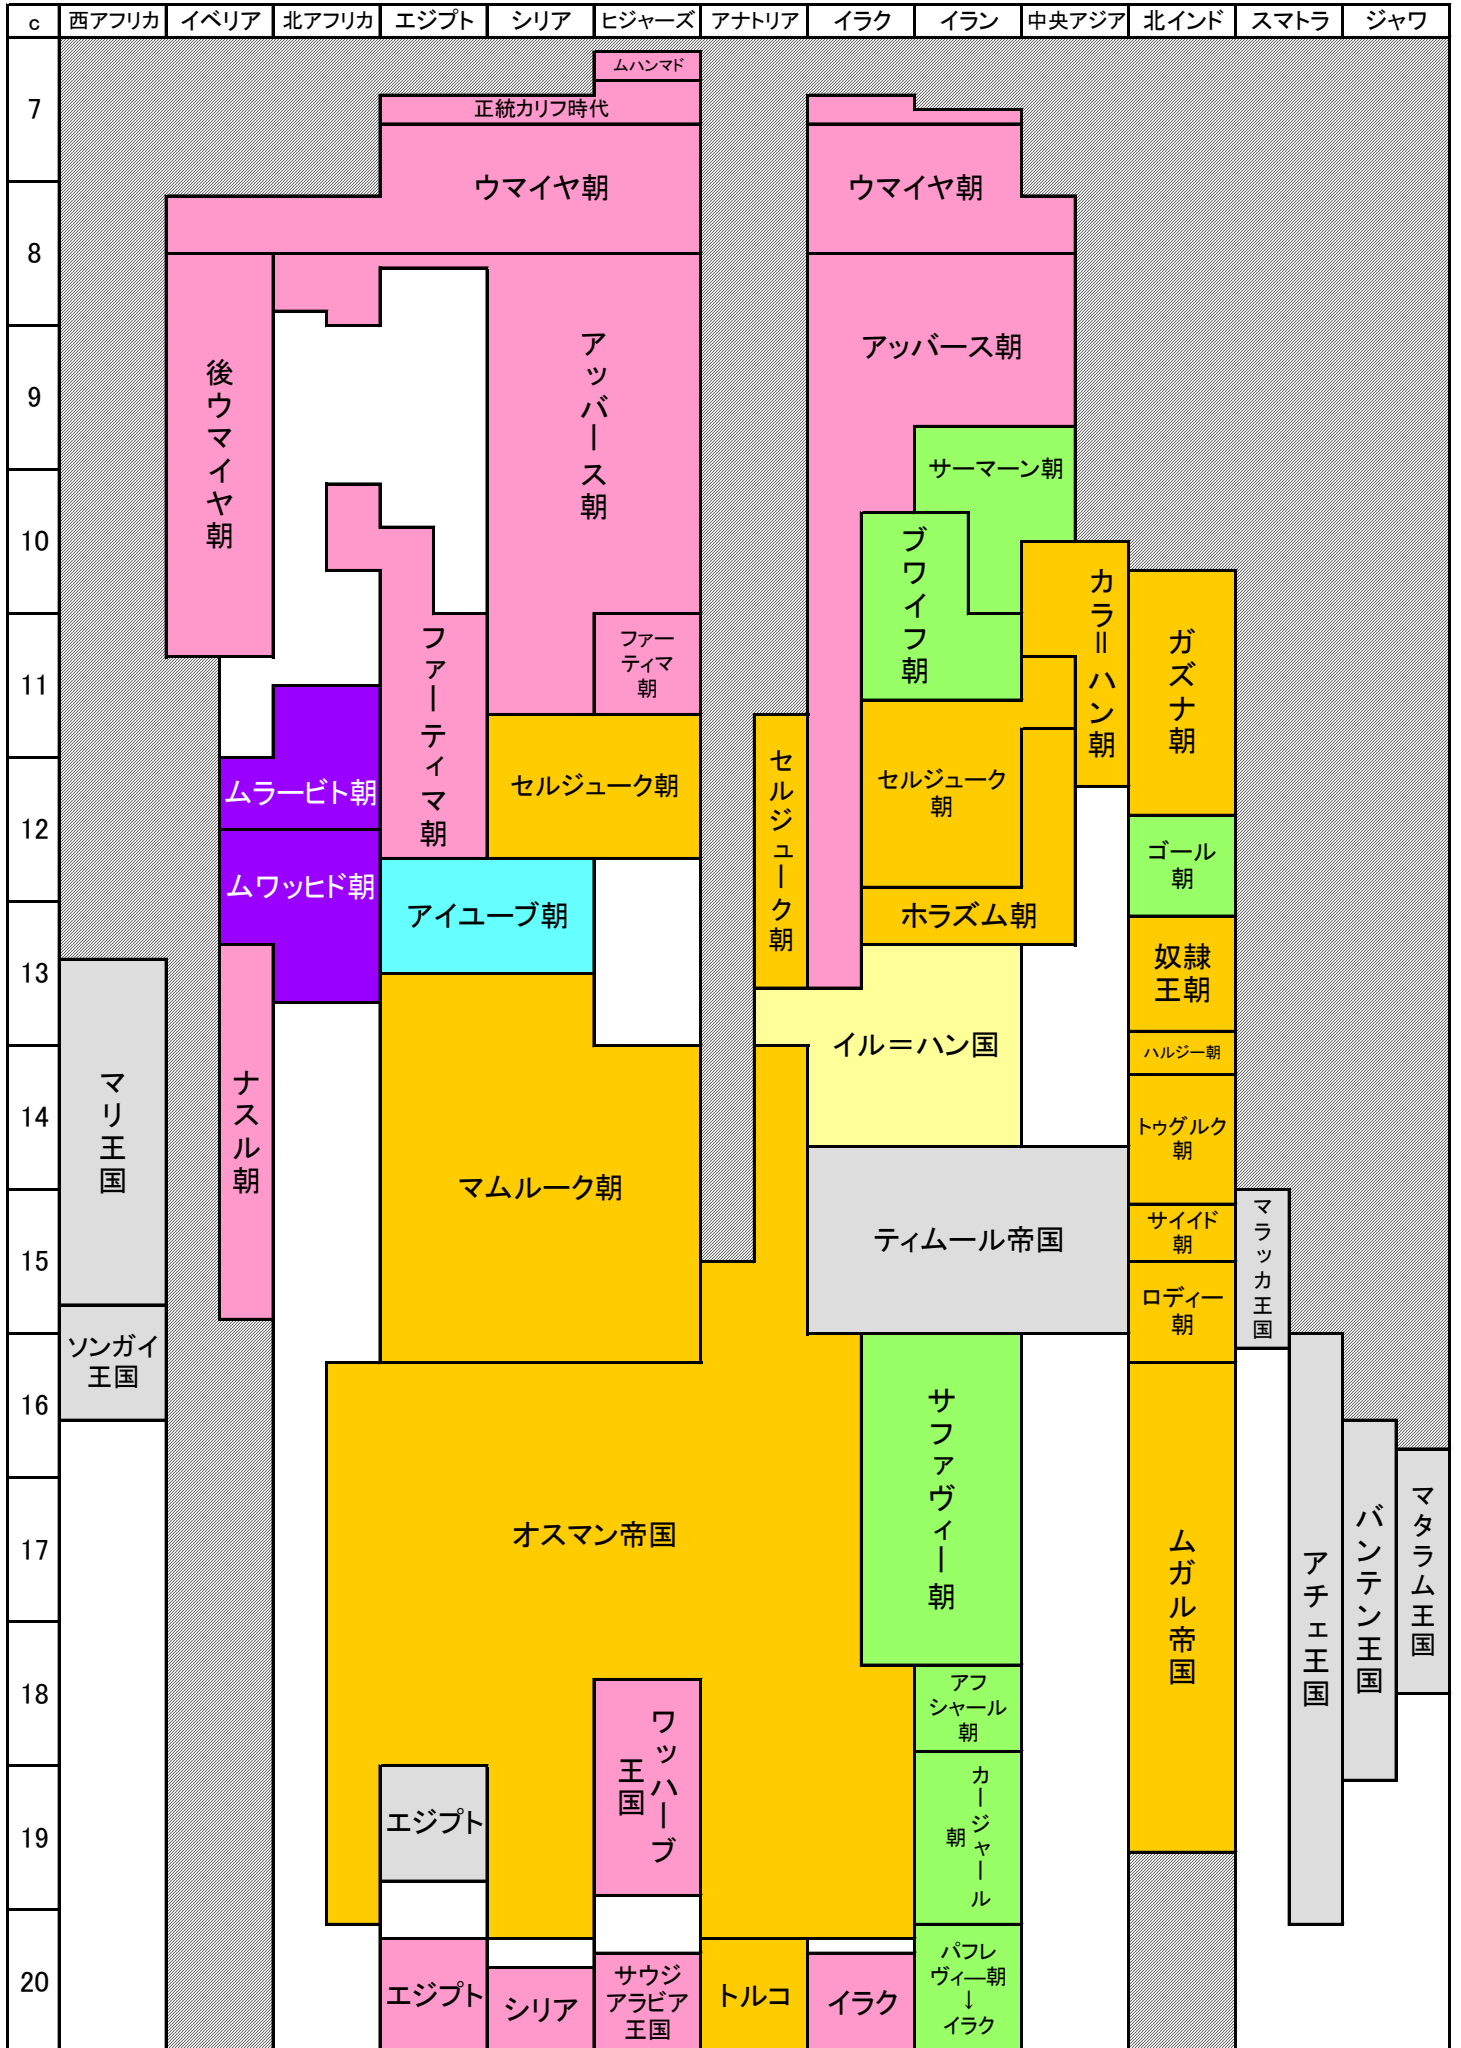 c 西アフリカ イベリア 北アフリカ エジプト シリア ヒジャーズ アナトリア イラク イラン 中央アジア 北インド スマトラ ジャワ
ムハンマド
7
正統カリフ時代
ウマイヤ朝
ウマイヤ朝
8
後ウマイヤ朝
アッバース朝
アッバース朝
9
サーマーン朝
10
ブワイフ朝
カラ＝ハン朝
ガズナ朝
ファーティマ朝
ファー
ティマ
朝
11
セルジューク朝
セルジューク朝
セルジューク
朝
ムラービト朝
12
ゴール
朝
ムワッヒド朝
アイユーブ朝
ホラズム朝
13
奴隷
王朝
イル＝ハン国
ハルジー朝
マリ王国
ナスル朝
14
トゥグルク
朝
マムルーク朝
ティムール帝国
サイイド
朝
マラッカ王国
15
ロディー
朝
ソンガイ
王国
16
サファヴィー朝
オスマン帝国
17
ムガル帝国
アチェ王国
バンテン王国
マタラム王国
18
アフ
シャール
朝
ワッハーブ
王国
エジプト
カージャール
朝
19
20
エジプト
シリア
サウジ
アラビア
王国
トルコ
イラク
パフレ
ヴィー朝
↓
イラク